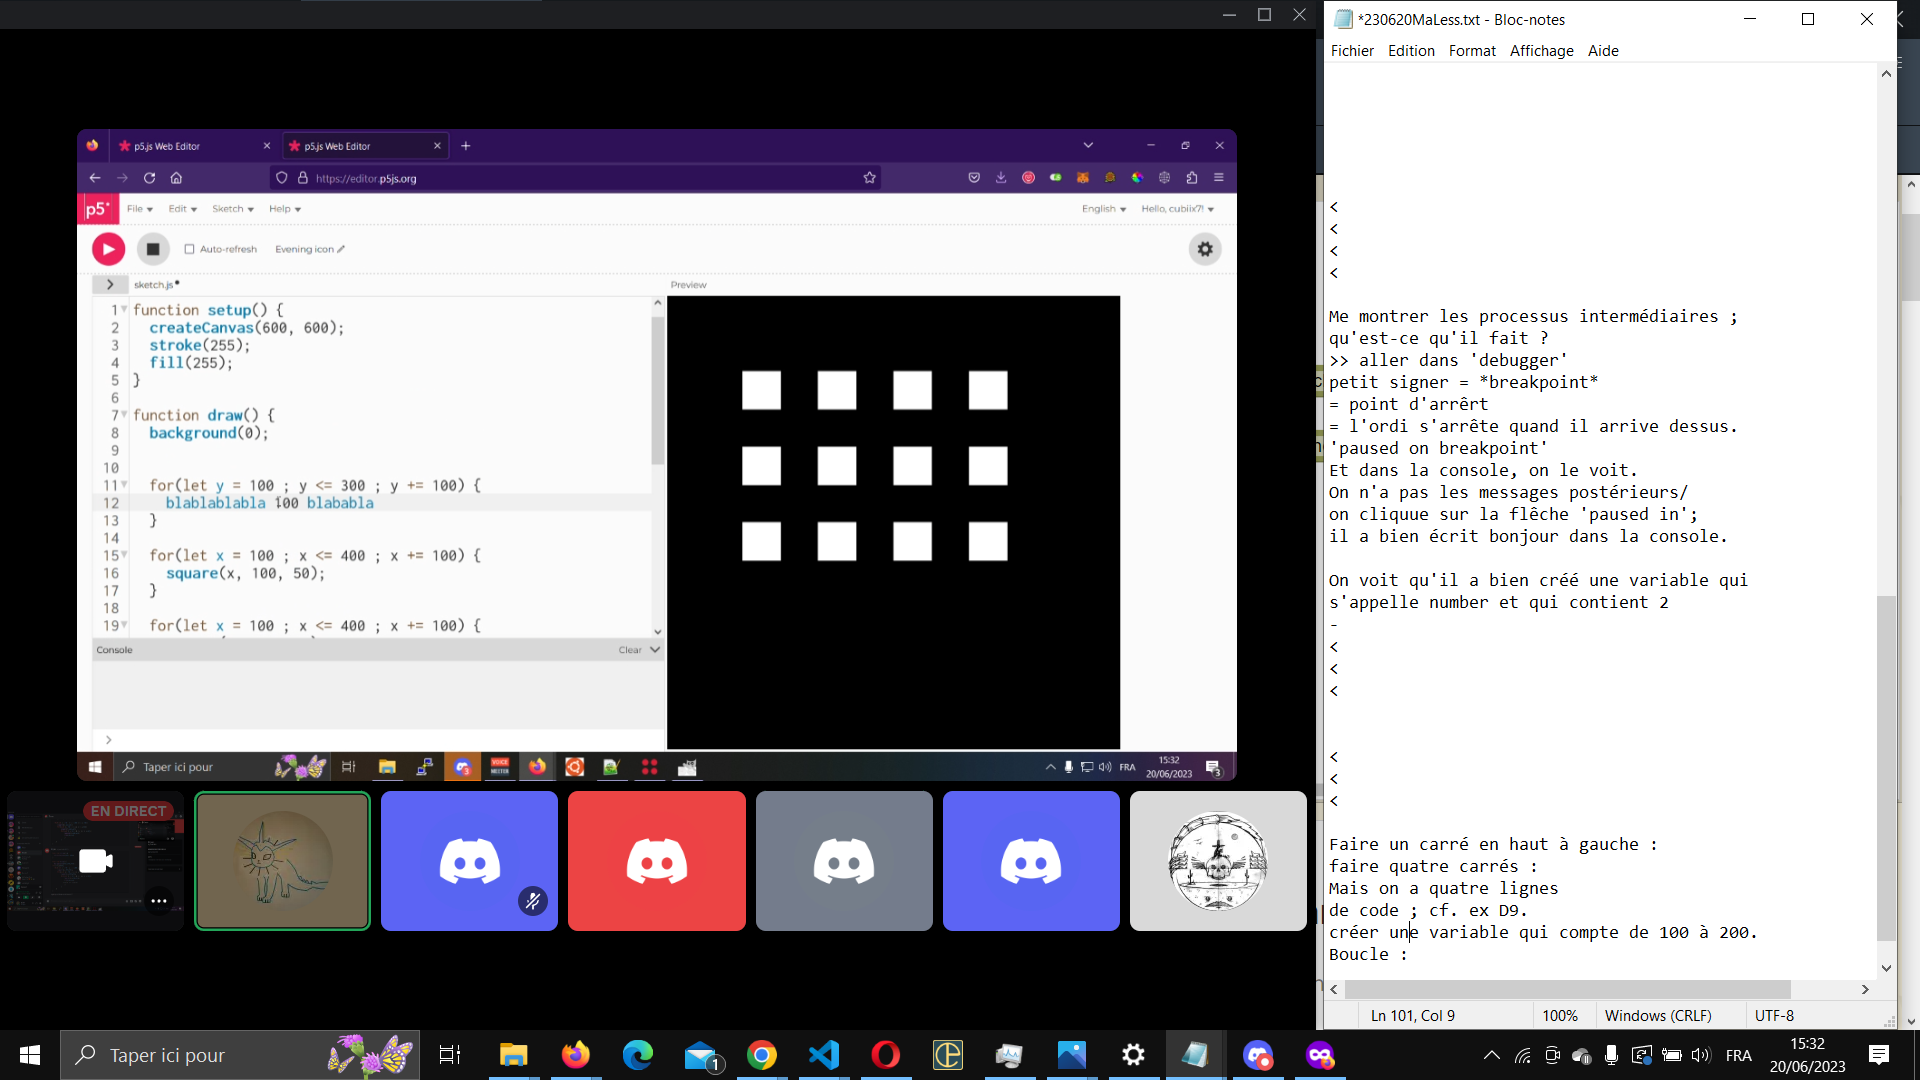 p5.js Web Editor
p5.js Web Editor
https://editor.p5js.org
p5*
File
Edit
Sketch
Help
English
Hello, cubiix7!
Auto-refresh
Evening icon
sketch.js
Preview
1 function setup() {
2 createCanvas(600, 600);
3 stroke(255);
4 fill(255);
5 }
6
7 function draw() {
8 background(0);
9
10
11 for(let y = 100 ; y <= 300 ; y += 100) {
12 blablablabla 100 blababla
13 }
14
15 for(let x = 100 ; x <= 400 ; x += 100) {
16 square(x, 100, 50);
17 }
18
19 for(let x = 100 ; x <= 400 ; x += 100) {
Console
Clear
>
Taper ici pour
3
VOICE
FRA
15:32
20/06/2023
3
EN DIRECT
*230620MaLess.txt - Bloc-notes
Fichier Edition Format Affichage Aide
<
<
<
<
Me montrer les processus intermédiaires ;
qu'est-ce qu'il fait ?
>> aller dans 'debugger'
petit signer = *breakpoint*
= point d'arrêrt
= l'ordi s'arrête quand il arrive dessus.
'paused on breakpoint'
Et dans la console, on le voit.
On n'a pas les messages postérieurs/
on cliquue sur la flêche 'paused in';
il a bien écrit bonjour dans la console.
On voit qu'il a bien créé une variable qui
s'appelle number et qui contient 2
-
<
<
<
<
<
<
Faire un carré en haut à gauche :
faire quatre carrés :
Mais on a quatre lignes
de code ; cf. ex D9.
créer une variable qui compte de 100 à 200.
Boucle :
Ln 101, Col 9
100%
Windows (CRLF)
UTF-8
Taper ici pour
1
FRA
15:32
20/06/2023